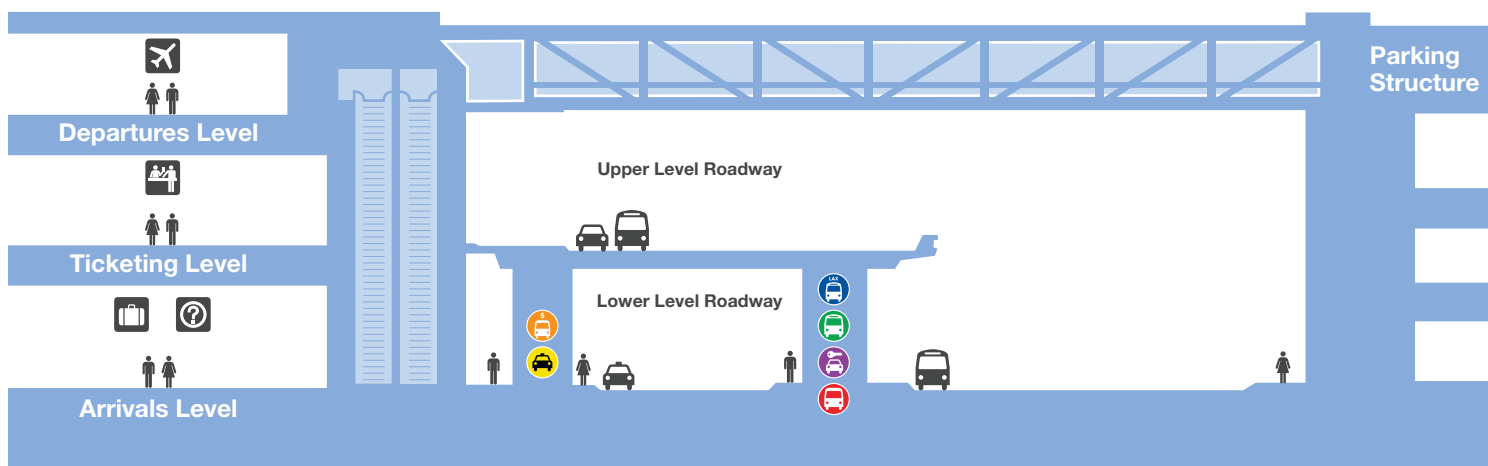 Parking
Structure
Departures Level
Upper Level Roadway
Ticketing Level
Lower Level Roadway
LAX
$
Arrivals Level